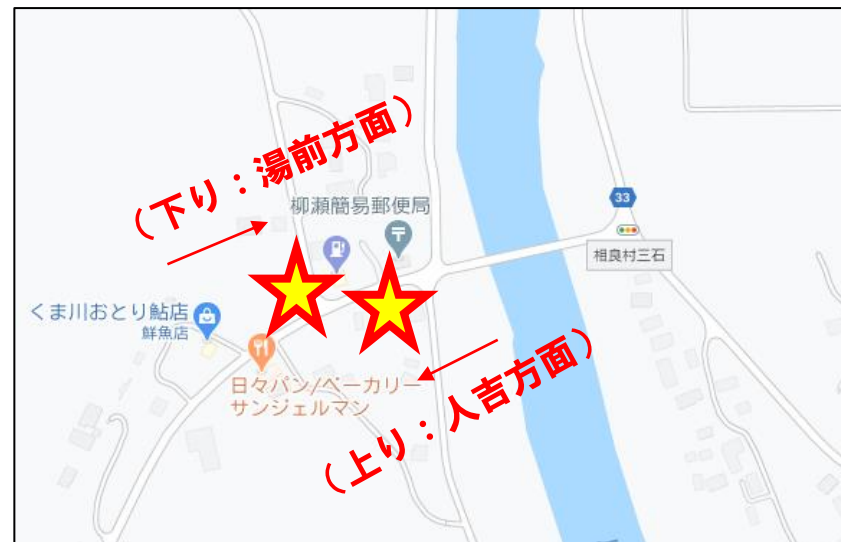 （下り：湯前方面）
柳瀬簡易郵便局
33
相良村三石
くま川おとり鮎店
鮮魚店
日々パン/ベーカリー
サンジェルマン
（上り：人吉方面）